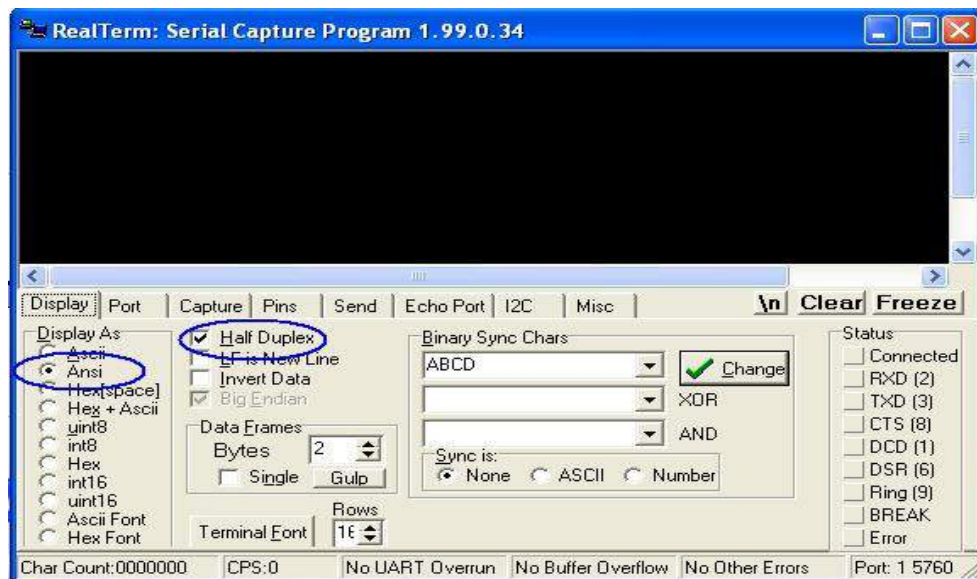 RealTerm: Serial Capture Program 1.99.0.34
Display Port Capture Pins Send Echo Port I2C Misc \n Clear Freeze
Display As
Ascii
Ansi
Hex[space]
Hex + Ascii
uint8
int8
Hex
int16
uint16
Ascii Font
Hex Font
Half Duplex
LF is New Line
Invert Data
Big Endian
Data Frames
Bytes 2
Single Gulp
Rows
Terminal Font 16
Binary Sync Chars
ABCD Change
XOR
AND
Sync is:
None ASCII Number
Status
Connected
RXD (2)
TXD (3)
CTS (8)
DCD (1)
DSR (6)
Ring (9)
BREAK
Error
Char Count:0000000 CPS:0 No UART Overrun No Buffer Overflow No Other Errors Port: 1 5760